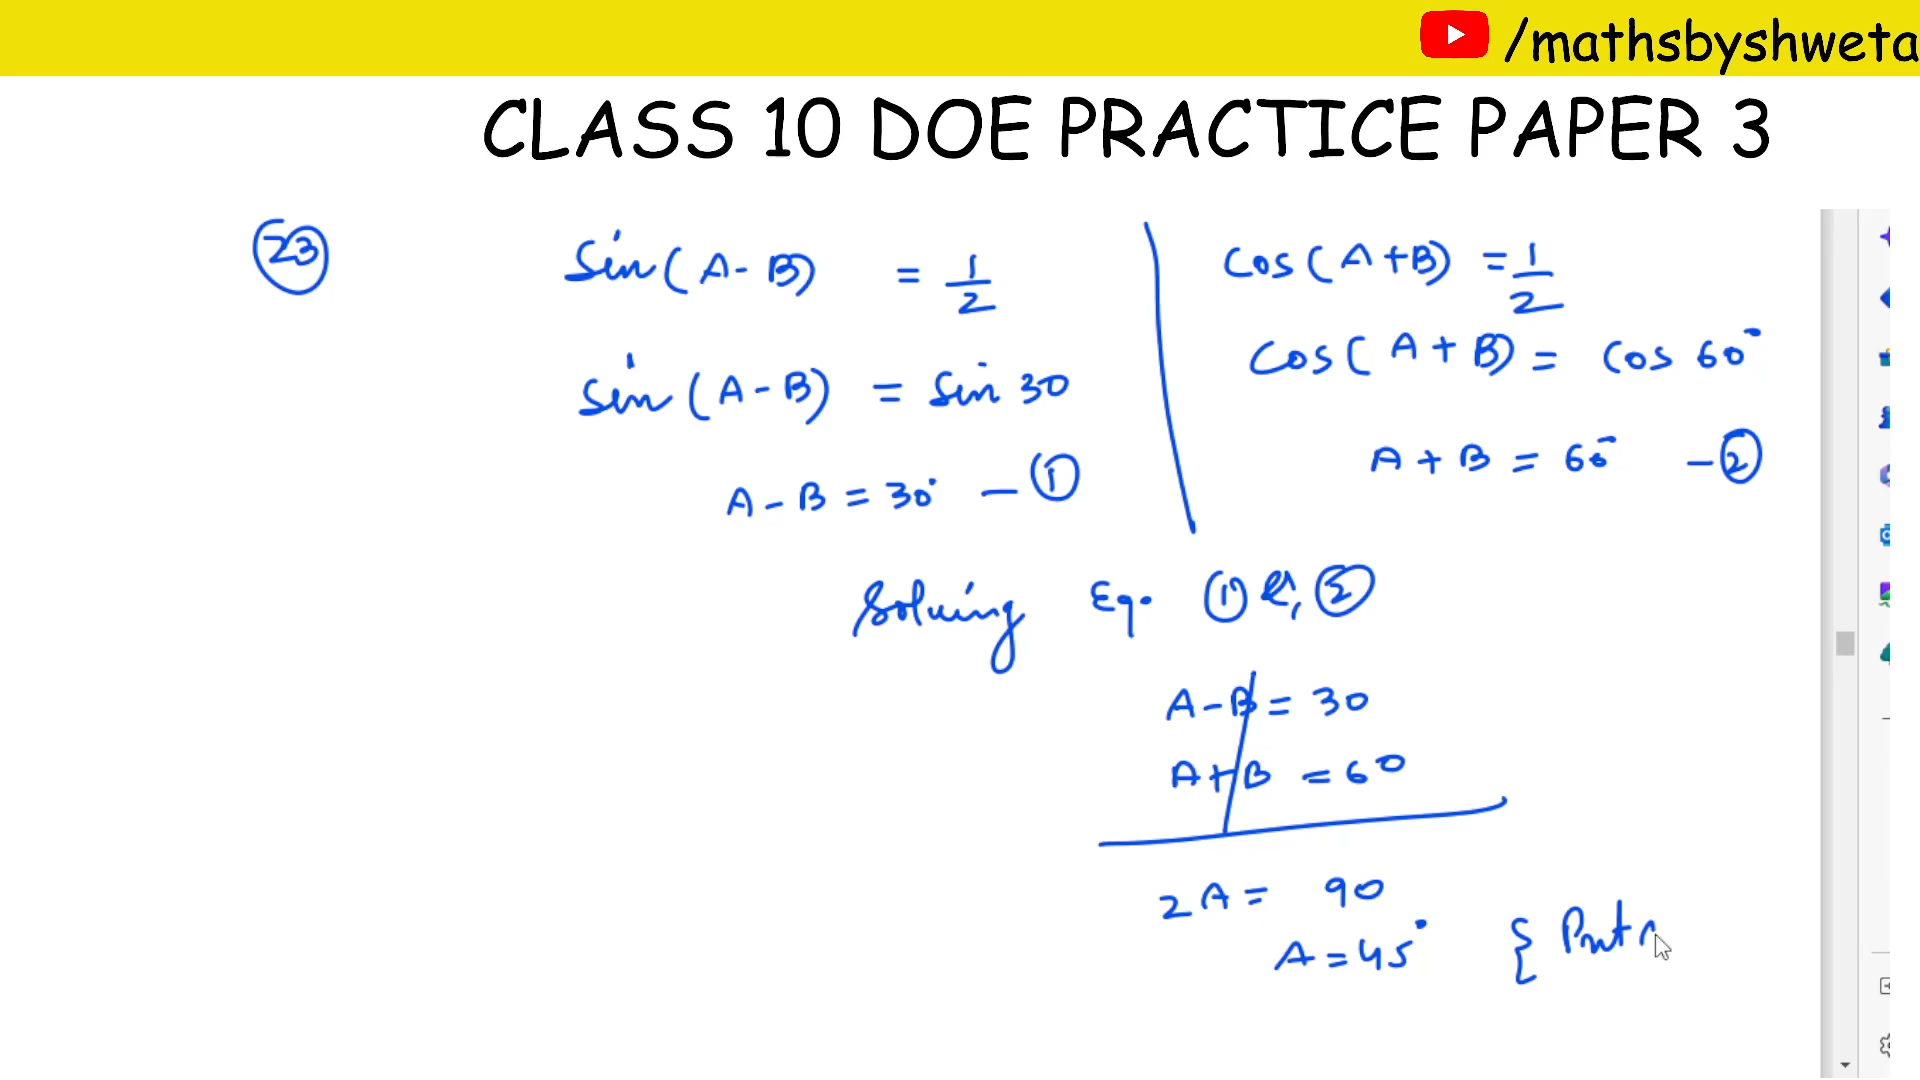 /mathsbyshweta
CLASS 10 DOE PRACTICE PAPER 3
23
sin(A-B) = 1/2
sin(A-B) = sin 30
A-B = 30° - ①
cos(A+B) = 1/2
cos(A+B) = cos 60°
A+B = 60° - ②
Solving Eq. ① & ②
A-B = 30
A+B = 60
2A = 90
A = 45° {